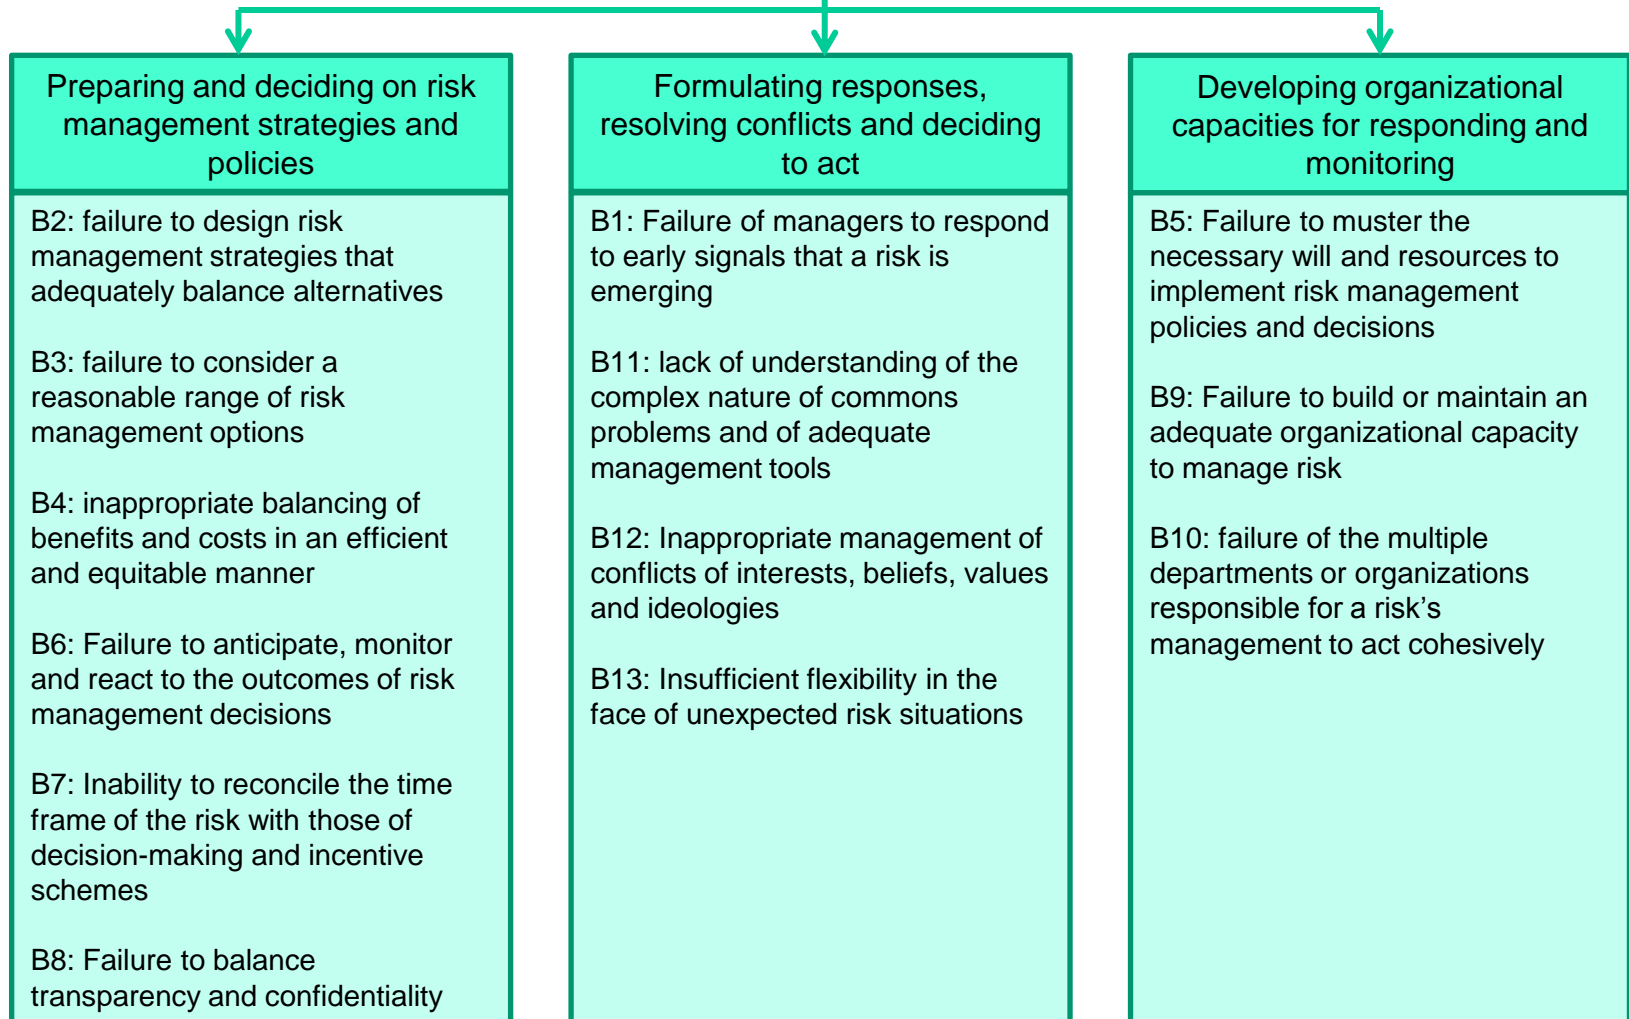 Preparing and deciding on risk
management strategies and
policies
B2: failure to design risk
management strategies that
adequately balance alternatives
B3: failure to consider a
reasonable range of risk
management options
B4: inappropriate balancing of
benefits and costs in an efficient
and equitable manner
B6: Failure to anticipate, monitor
and react to the outcomes of risk
management decisions
B7: Inability to reconcile the time
frame of the risk with those of
decision-making and incentive
schemes
B8: Failure to balance
transparency and confidentiality
Formulating responses,
resolving conflicts and deciding
to act
B1: Failure of managers to respond
to early signals that a risk is
emerging
B11: lack of understanding of the
complex nature of commons
problems and of adequate
management tools
B12: Inappropriate management of
conflicts of interests, beliefs, values
and ideologies
B13: Insufficient flexibility in the
face of unexpected risk situations
Developing organizational
capacities for responding and
monitoring
B5: Failure to muster the
necessary will and resources to
implement risk management
policies and decisions
B9: Failure to build or maintain an
adequate organizational capacity
to manage risk
B10: failure of the multiple
departments or organizations
responsible for a risk’s
management to act cohesively